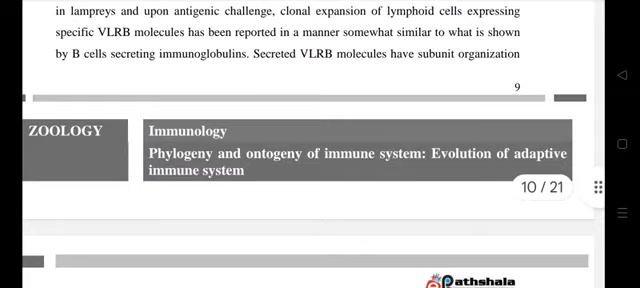 in lampreys and upon antigenic challenge, clonal expansion of lymphoid cells expressing
specific VLRB molecules has been reported in a manner somewhat similar to what is shown
by B cells secreting immunoglobulins. Secreted VLRB molecules have subunit organization
9
ZOOLOGY
Immunology
Phylogeny and ontogeny of immune system: Evolution of adaptive
immune system
10 / 21
Pathshala